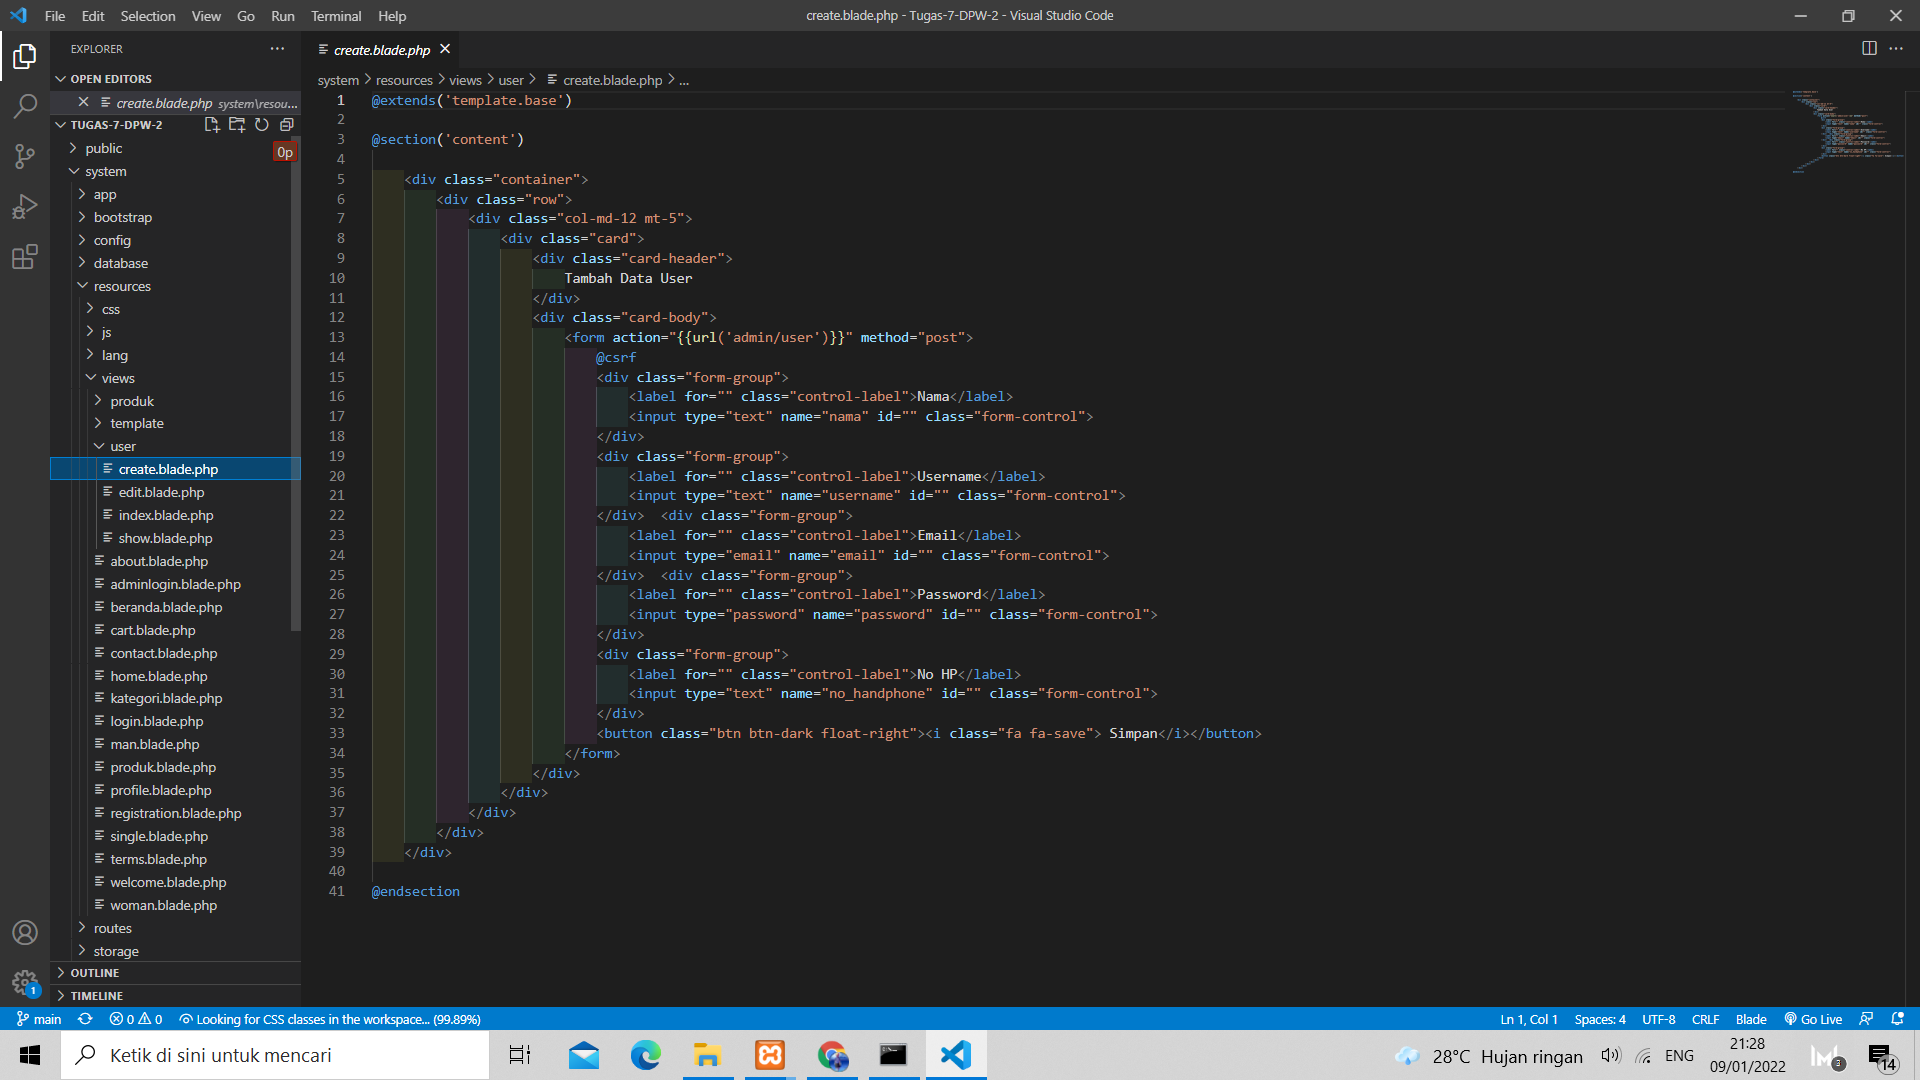 File Edit Selection View Go Run Terminal Help
create.blade.php - Tugas-7-DPW-2 - Visual Studio Code
EXPLORER
OPEN EDITORS
create.blade.php system\resou...
TUGAS-7-DPW-2
public
0p
system
app
bootstrap
config
database
resources
css
js
lang
views
produk
template
user
create.blade.php
edit.blade.php
index.blade.php
show.blade.php
about.blade.php
adminlogin.blade.php
beranda.blade.php
cart.blade.php
contact.blade.php
home.blade.php
kategori.blade.php
login.blade.php
man.blade.php
produk.blade.php
profile.blade.php
registration.blade.php
single.blade.php
terms.blade.php
welcome.blade.php
woman.blade.php
routes
storage
OUTLINE
TIMELINE
create.blade.php
system > resources > views > user > create.blade.php > ...
1 @extends('template.base')
2
3 @section('content')
4
5 <div class="container">
6 <div class="row">
7 <div class="col-md-12 mt-5">
8 <div class="card">
9 <div class="card-header">
10 Tambah Data User
11 </div>
12 <div class="card-body">
13 <form action="{{url('admin/user')}}" method="post">
14 @csrf
15 <div class="form-group">
16 <label for="" class="control-label">Nama</label>
17 <input type="text" name="nama" id="" class="form-control">
18 </div>
19 <div class="form-group">
20 <label for="" class="control-label">Username</label>
21 <input type="text" name="username" id="" class="form-control">
22 </div> <div class="form-group">
23 <label for="" class="control-label">Email</label>
24 <input type="email" name="email" id="" class="form-control">
25 </div> <div class="form-group">
26 <label for="" class="control-label">Password</label>
27 <input type="password" name="password" id="" class="form-control">
28 </div>
29 <div class="form-group">
30 <label for="" class="control-label">No HP</label>
31 <input type="text" name="no_handphone" id="" class="form-control">
32 </div>
33 <button class="btn btn-dark float-right"><i class="fa fa-save"> Simpan</i></button>
34 </form>
35 </div>
36 </div>
37 </div>
38 </div>
39 </div>
40
41 @endsection
1
main 0 0 Looking for CSS classes in the workspace... (99.89%)
Ln 1, Col 1 Spaces: 4 UTF-8 CRLF Blade Go Live
Ketik di sini untuk mencari
28°C Hujan ringan ENG
21:28
09/01/2022
3
14